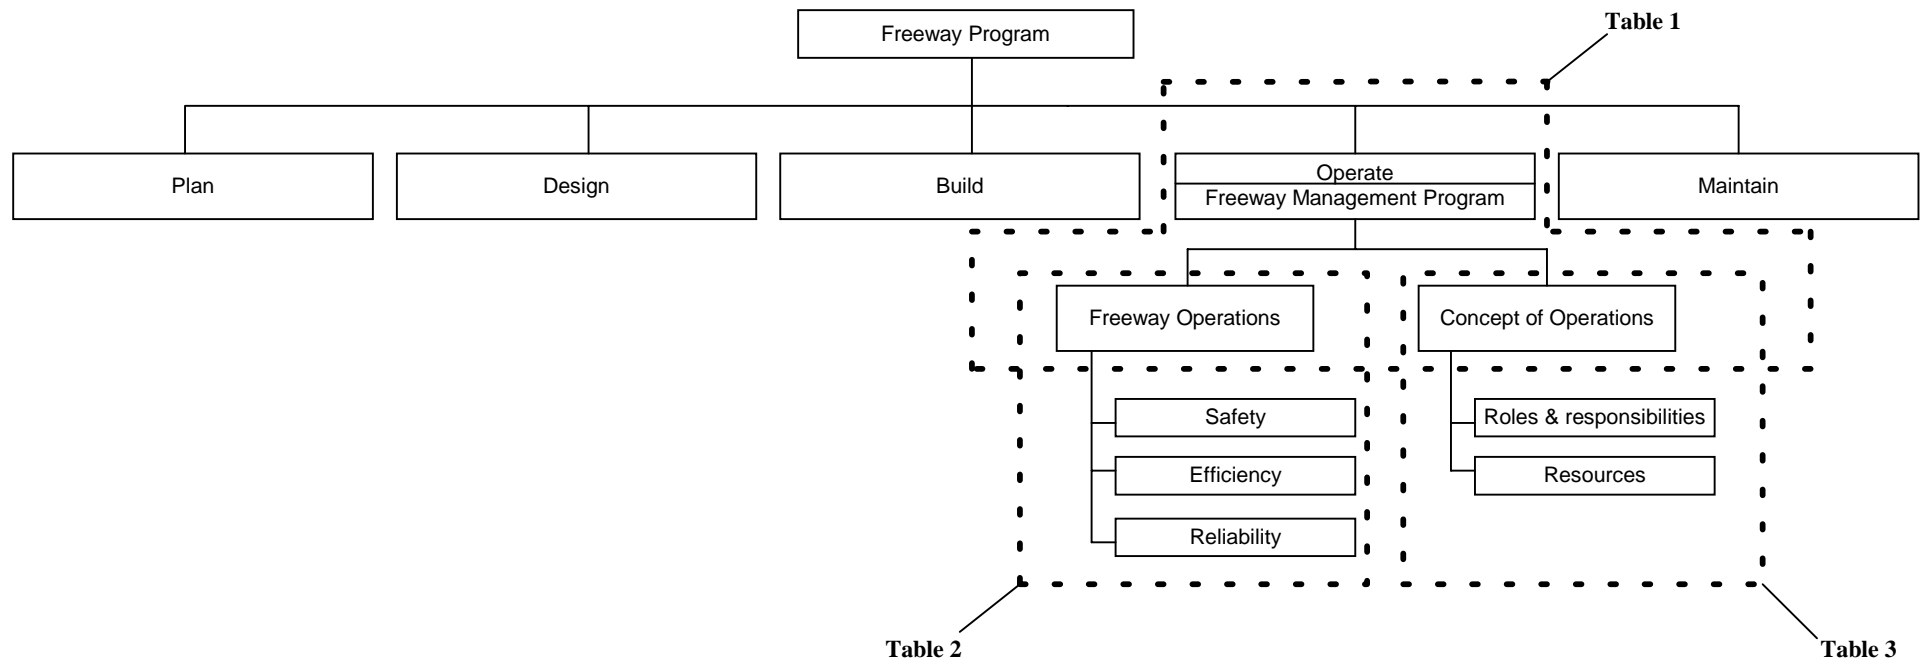 Table 1
Freeway Program
Plan
Design
Build
Operate
Freeway Management Program
Maintain
Freeway Operations
Concept of Operations
Safety
Roles & responsibilities
Efficiency
Resources
Reliability
Table 2
Table 3